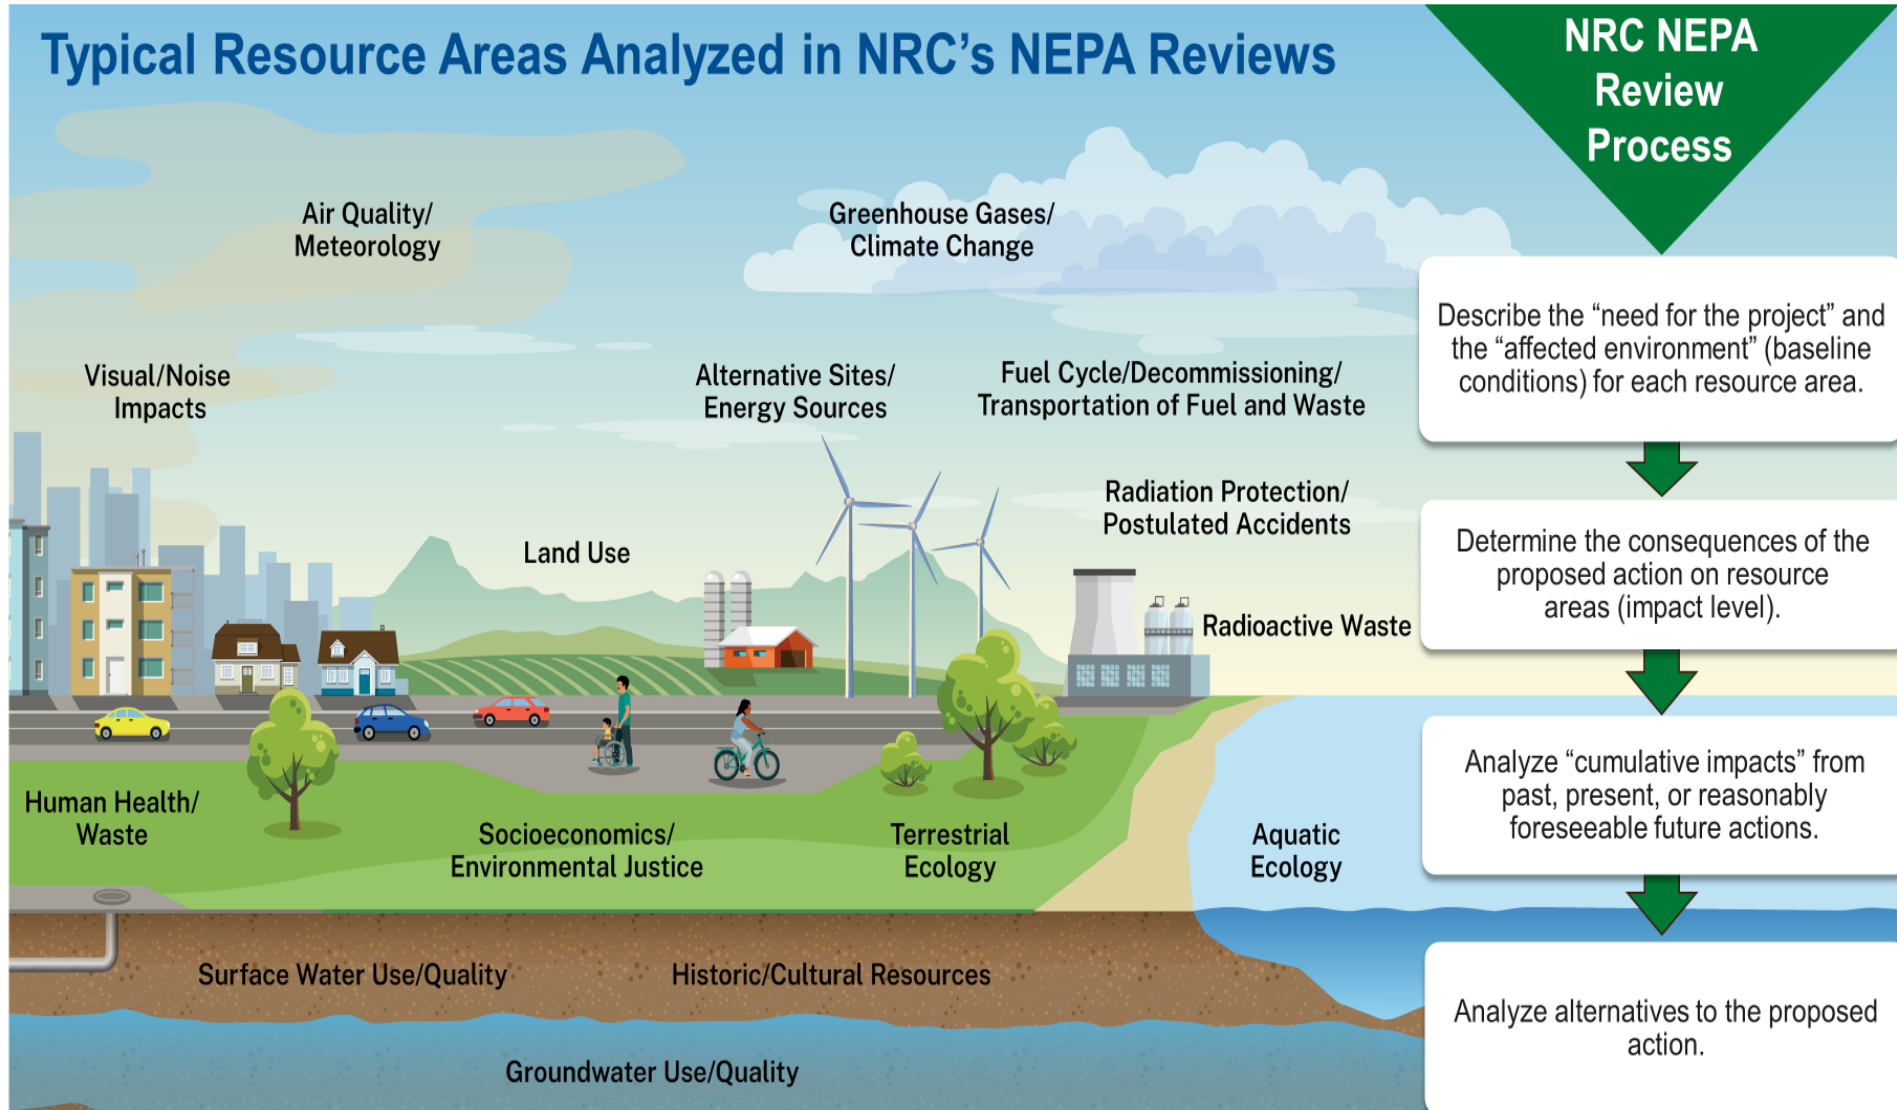 Typical Resource Areas Analyzed in NRC's NEPA Reviews
Air Quality/
Meteorology
Greenhouse Gases/
Climate Change
Visual/Noise
Impacts
Alternative Sites/
Energy Sources
Fuel Cycle/Decommissioning/
Transportation of Fuel and Waste
Radiation Protection/
Postulated Accidents
Land Use
Radioactive Waste
Human Health/
Waste
Socioeconomics/
Environmental Justice
Terrestrial
Ecology
Aquatic
Ecology
Surface Water Use/Quality
Historic/Cultural Resources
Groundwater Use/Quality
NRC NEPA
Review
Process
Describe the “need for the project” and
the “affected environment” (baseline
conditions) for each resource area.
Determine the consequences of the
proposed action on resource
areas (impact level).
Analyze “cumulative impacts” from
past, present, or reasonably
foreseeable future actions.
Analyze alternatives to the proposed
action.